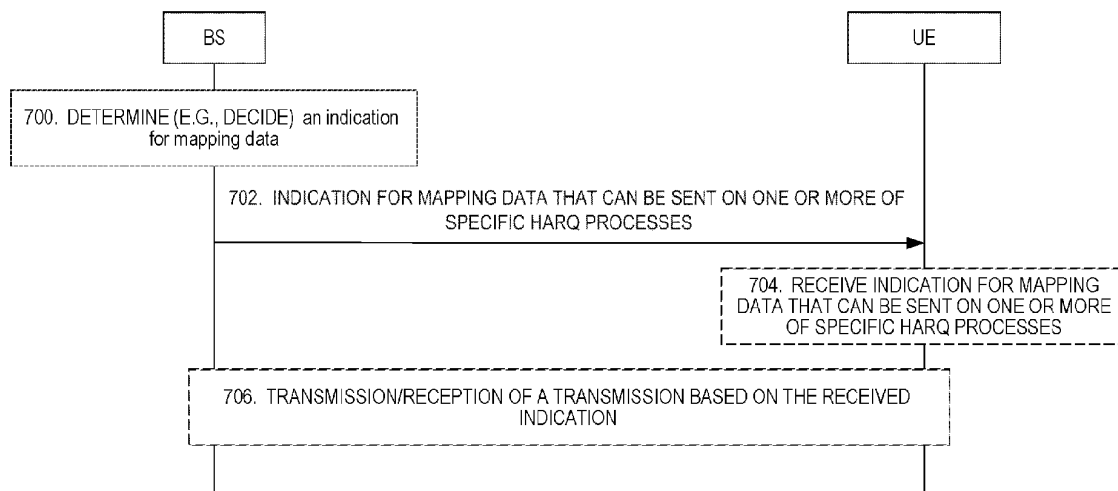 BS
UE
700. DETERMINE (E.G., DECIDE) an indication
for mapping data
702. INDICATION FOR MAPPING DATA THAT CAN BE SENT ON ONE OR MORE OF
SPECIFIC HARQ PROCESSES
704. RECEIVE INDICATION FOR MAPPING
DATA THAT CAN BE SENT ON ONE OR MORE
OF SPECIFIC HARQ PROCESSES
706. TRANSMISSION/RECEPTION OF A TRANSMISSION BASED ON THE RECEIVED
INDICATION